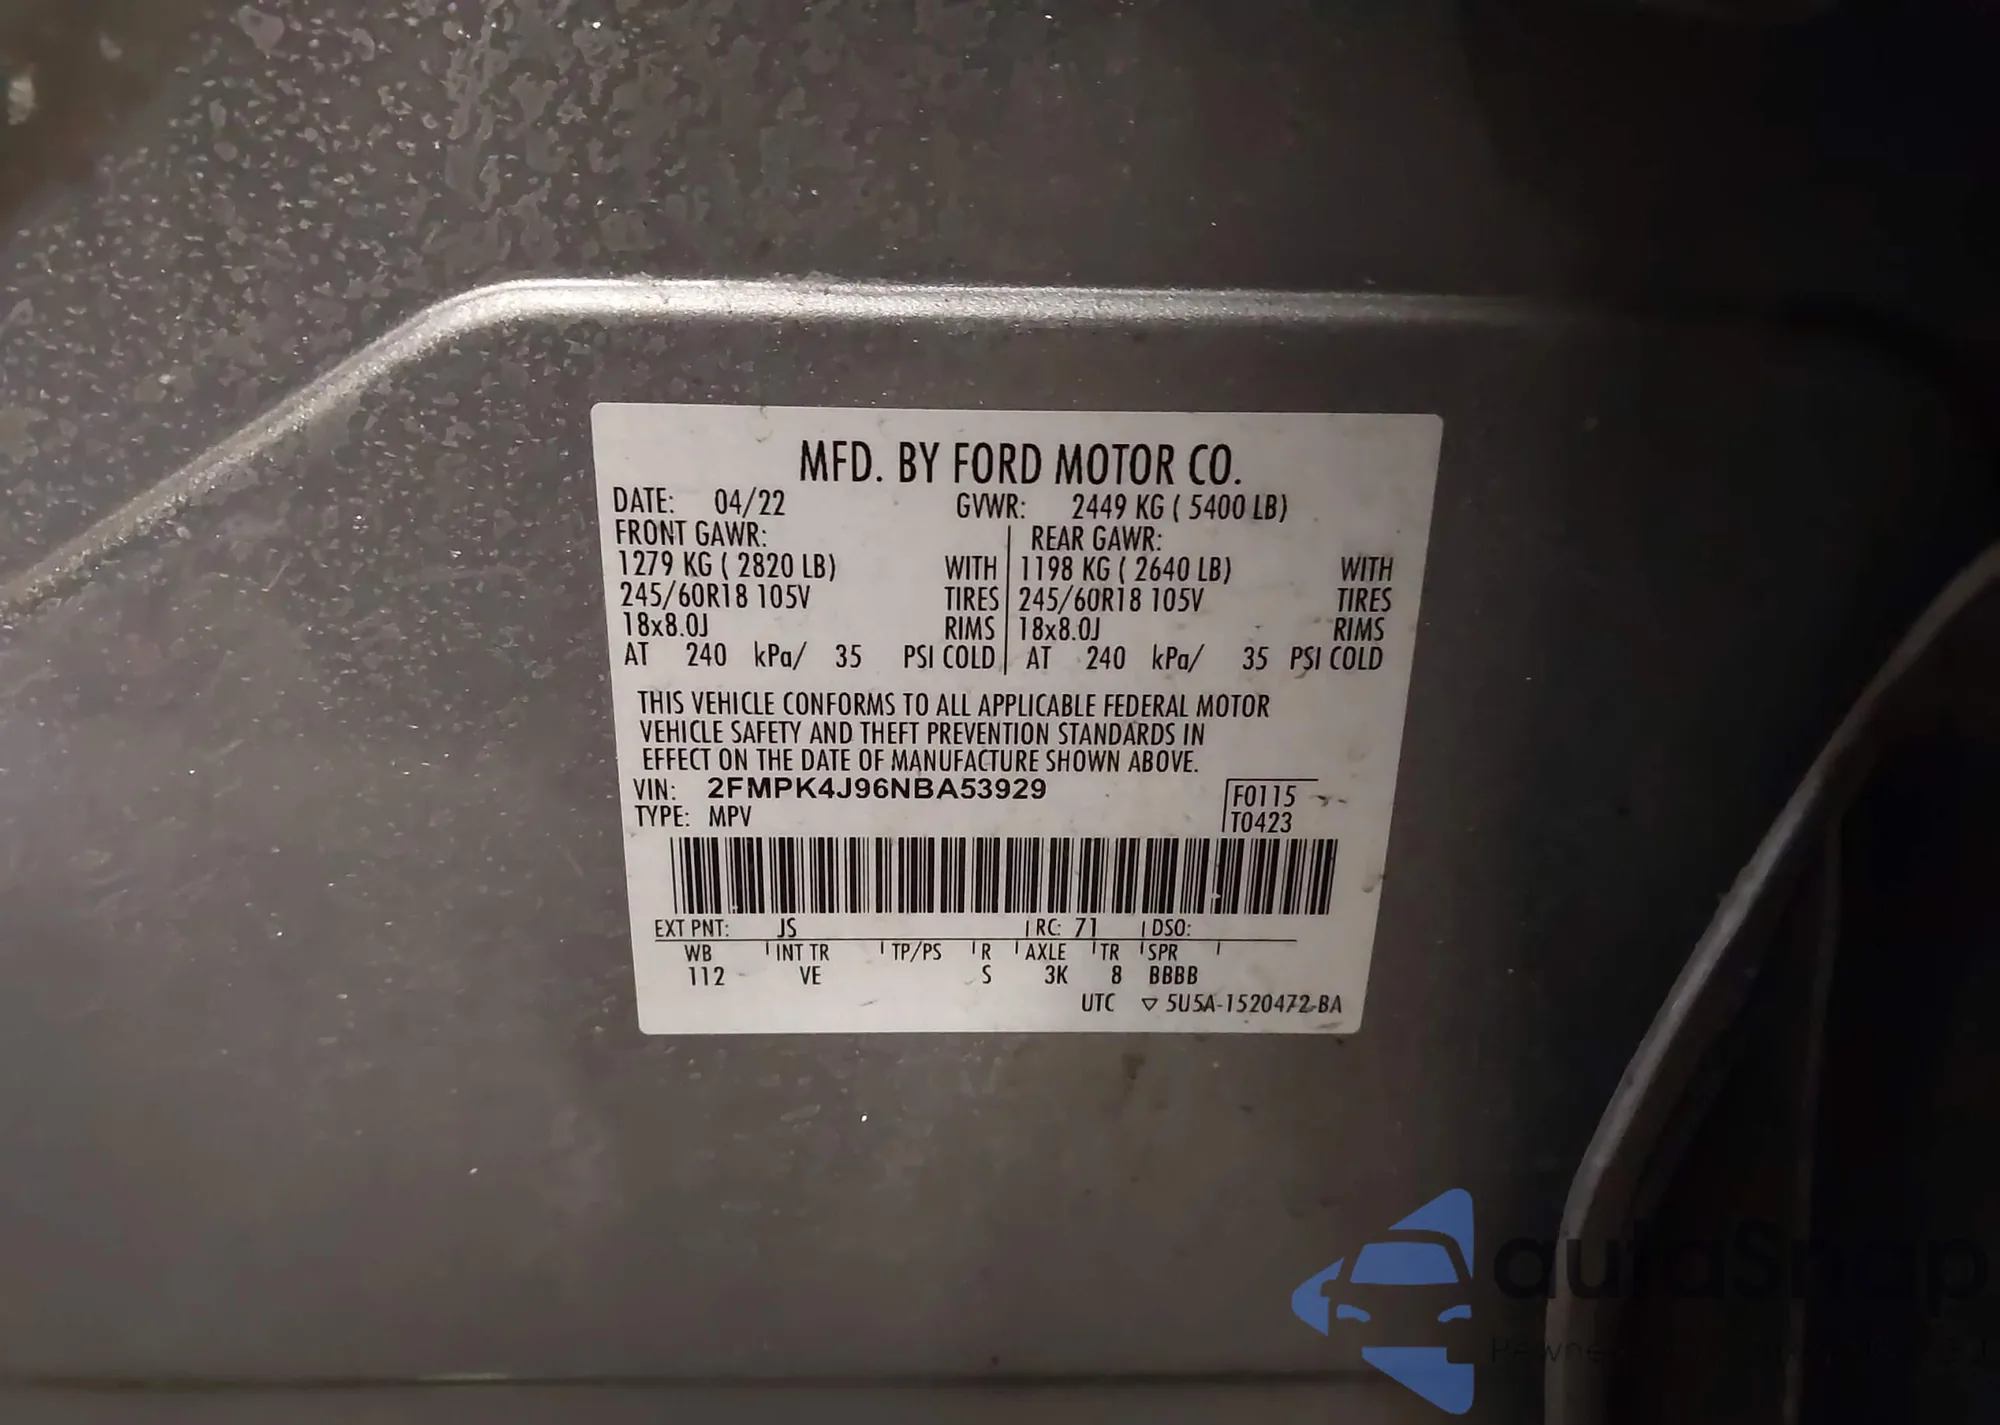 MFD. BY FORD MOTOR CO.
DATE: 04/22 GVWR: 2449 KG ( 5400 LB)
FRONT GAWR: REAR GAWR:
1279 KG ( 2820 LB) WITH 1198 KG ( 2640 LB) WITH
245/60R18 105V TIRES 245/60R18 105V TIRES
18x8.0J RIMS 18x8.0J RIMS
AT 240 kPa/ 35 PSI COLD AT 240 kPa/ 35 PSI COLD
THIS VEHICLE CONFORMS TO ALL APPLICABLE FEDERAL MOTOR
VEHICLE SAFETY AND THEFT PREVENTION STANDARDS IN
EFFECT ON THE DATE OF MANUFACTURE SHOWN ABOVE.
VIN: 2FMPK4J96NBA53929 F0115
TYPE: MPV T0423
EXT PNT: JS RC: 71 DSO:
WB INT TR TP/PS R AXLE TR SPR
112 VE S 3K 8 BBBB
UTC ▽ 5U5A-1520472-BA
autoSnap